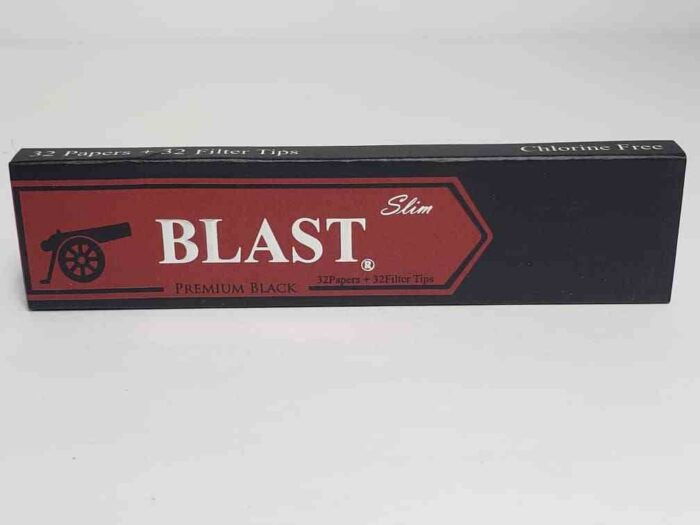 32 Papers + 32 Filter Tips Chlorine Free
Slim
BLAST®
PREMIUM BLACK 32Papers + 32Filter Tips